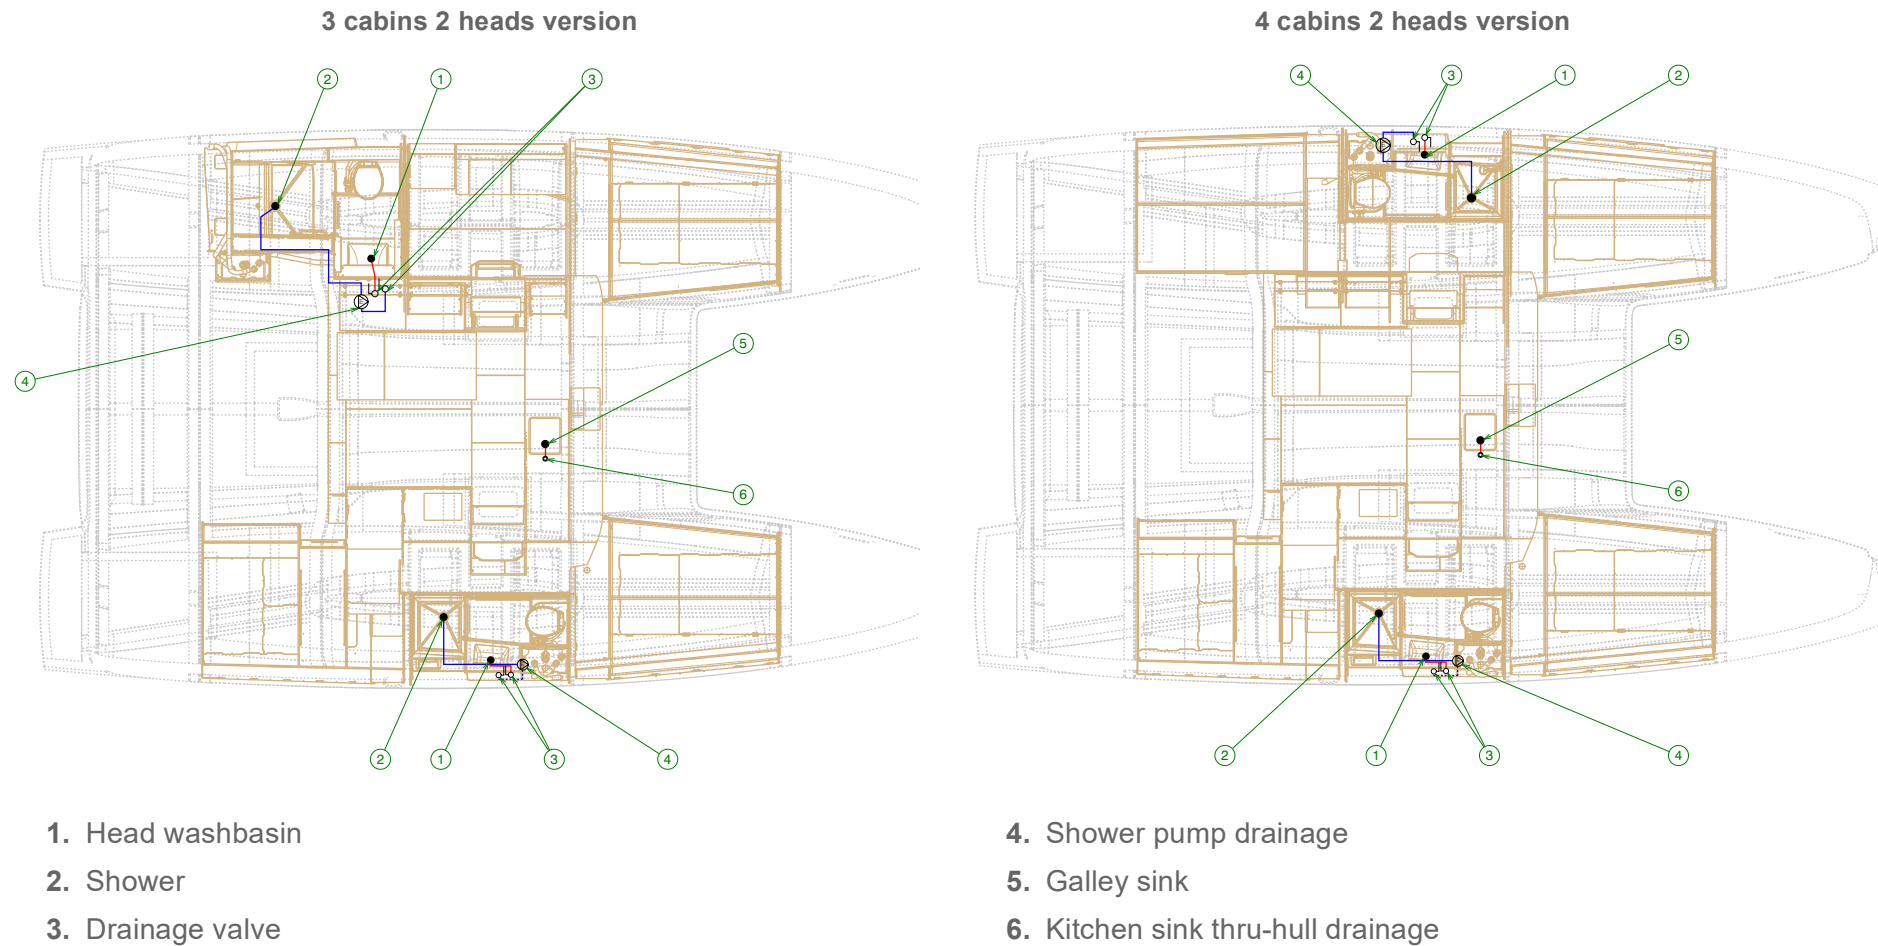 3 cabins 2 heads version
4 cabins 2 heads version
2 1 3
4 3 1 2
5
4
6
5
6
2 1 3 4
2 1 3 4
1. Head washbasin
2. Shower
3. Drainage valve
4. Shower pump drainage
5. Galley sink
6. Kitchen sink thru-hull drainage